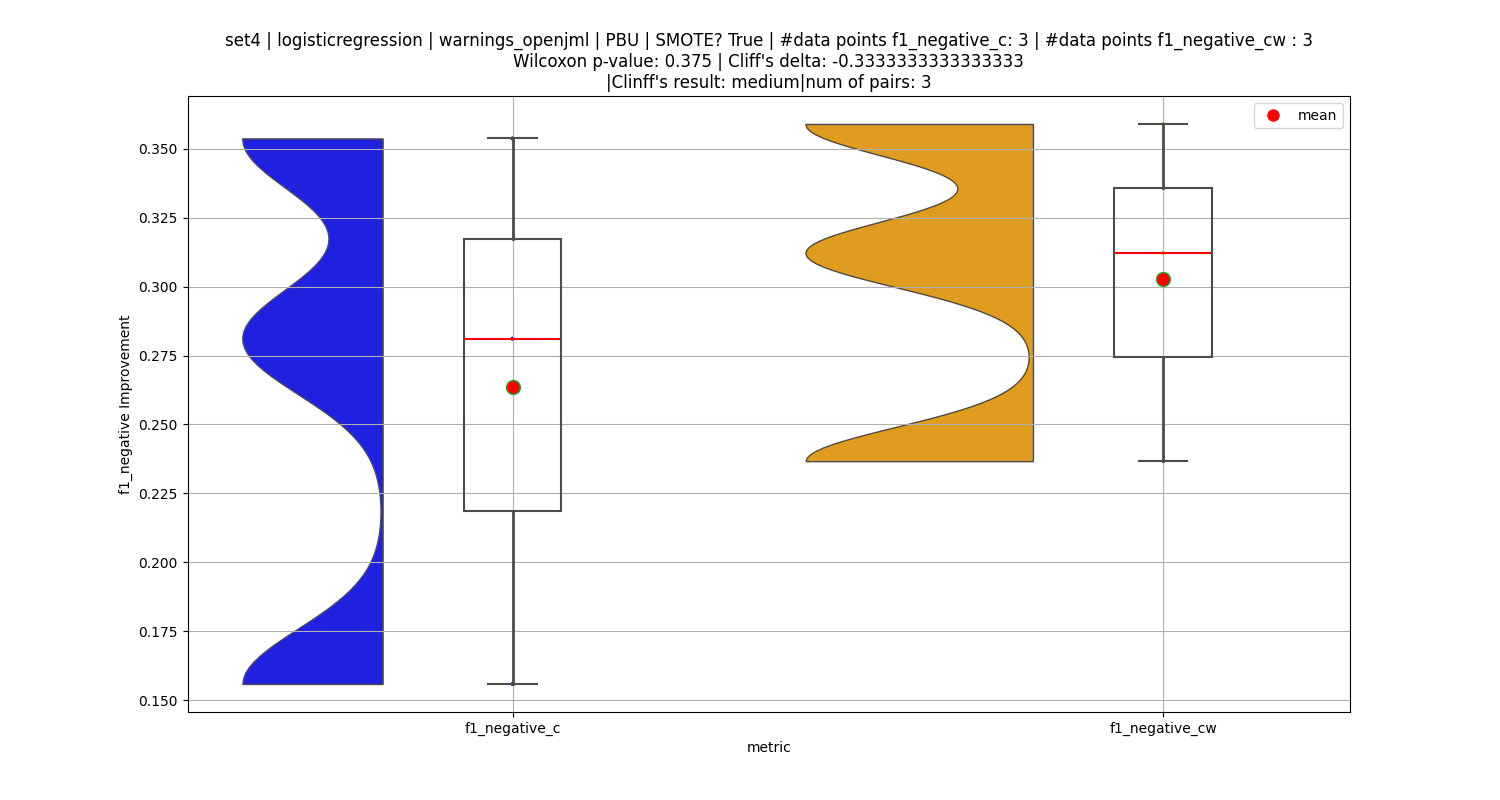 set4 | logisticregression | warnings_openjml | PBU | SMOTE? True | #data points f1_negative_c: 3 | #data points f1_negative_cw : 3
Wilcoxon p-value: 0.375 | Cliff's delta: -0.3333333333333333
|Clinff's result: medium|num of pairs: 3
mean
0.350
0.325
0.300
0.275
0.250
0.225
0.200
0.175
0.150
f1_negative Improvement
f1_negative_c
f1_negative_cw
metric